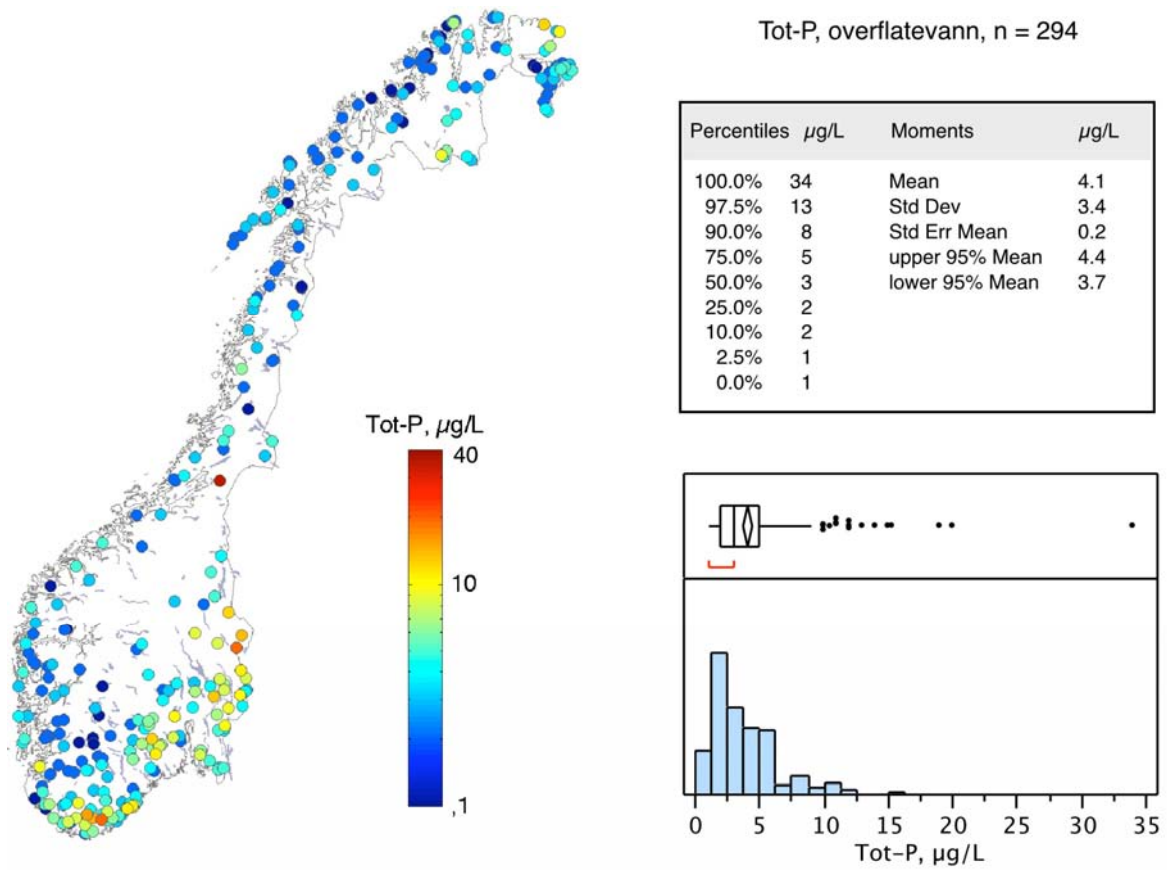 Tot-P, overflatevann, n = 294
Percentiles µg/L Moments µg/L
100.0% 34 Mean 4.1
97.5% 13 Std Dev 3.4
90.0% 8 Std Err Mean 0.2
75.0% 5 upper 95% Mean 4.4
50.0% 3 lower 95% Mean 3.7
25.0% 2
10.0% 2
2.5% 1
0.0% 1
Tot-P, µg/L
40
10
,1
0 5 10 15 20 25 30 35
Tot-P, µg/L